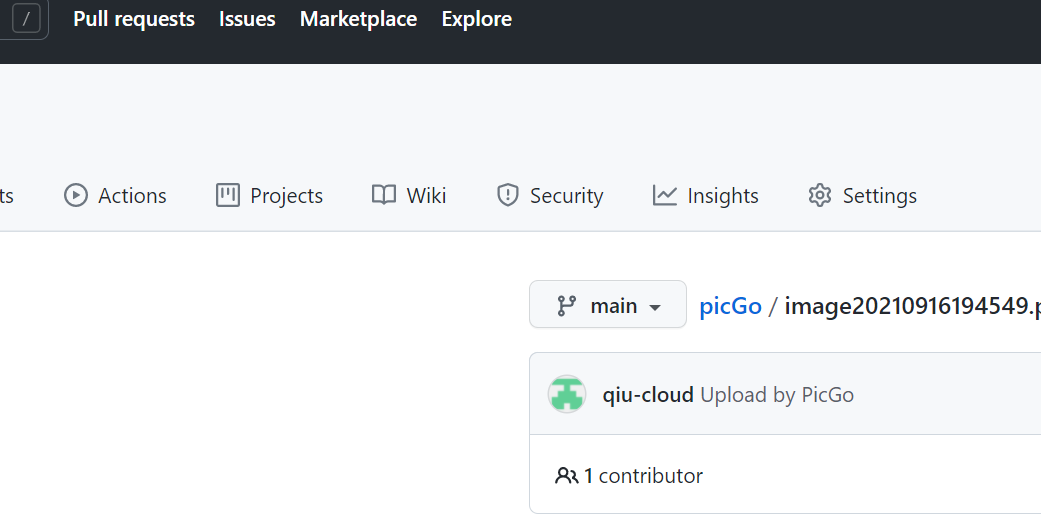 / Pull requests Issues Marketplace Explore
ts Actions Projects Wiki Security Insights Settings
main picGo / image20210916194549.p
qiu-cloud Upload by PicGo
1 contributor